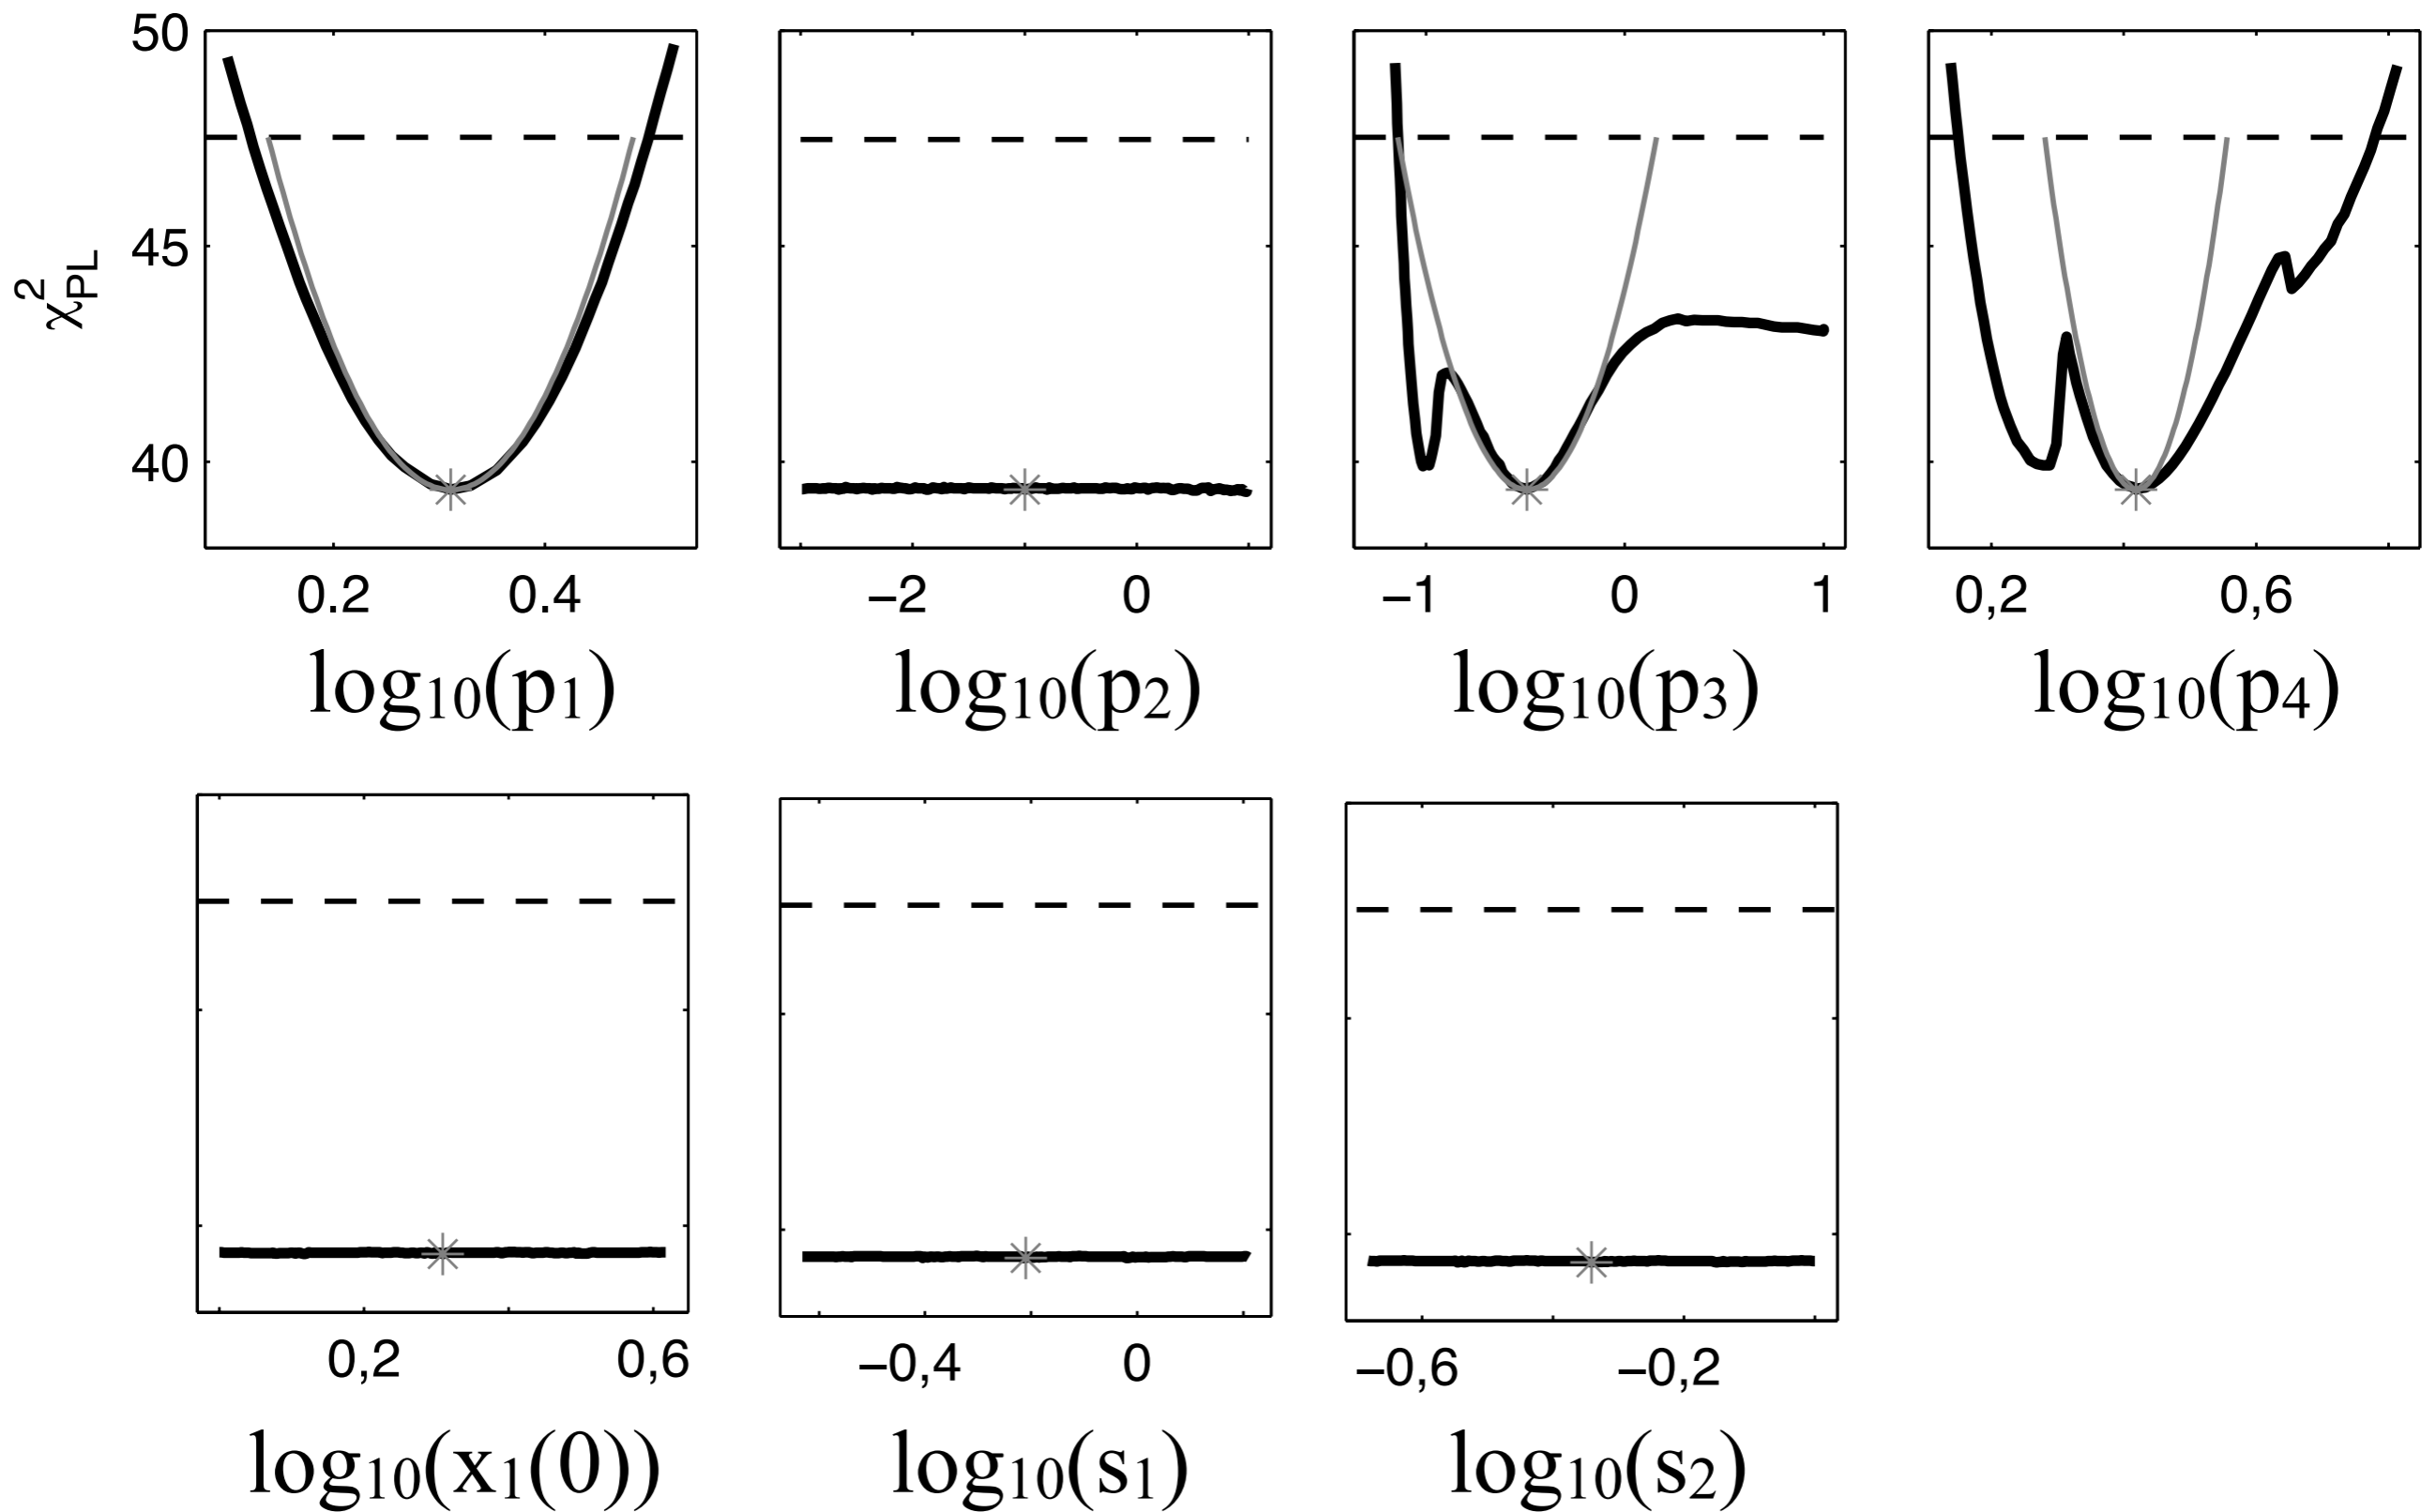 50
45
40
χ²PL
0.2 0.4
−2 0
−1 0 1
0,2 0,6
log₁₀(p₁)
log₁₀(p₂)
log₁₀(p₃)
log₁₀(p₄)
0,2 0,6
−0,4 0
−0,6 −0,2
log₁₀(x₁(0))
log₁₀(s₁)
log₁₀(s₂)